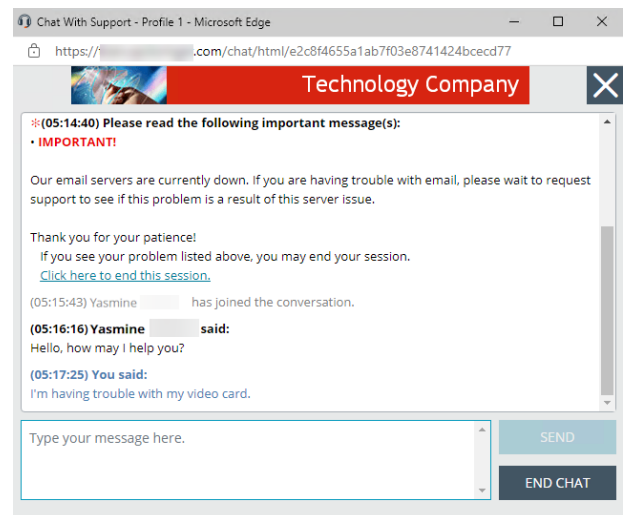 Chat With Support - Profile 1 - Microsoft Edge
https:// .com/chat/html/e2c8f4655a1ab7f03e8741424bcecd77
Technology Company
*(05:14:40) Please read the following important message(s):
• IMPORTANT!
Our email servers are currently down. If you are having trouble with email, please wait to request
support to see if this problem is a result of this server issue.
Thank you for your patience!
If you see your problem listed above, you may end your session.
Click here to end this session.
(05:15:43) Yasmine has joined the conversation.
(05:16:16) Yasmine said:
Hello, how may I help you?
(05:17:25) You said:
I'm having trouble with my video card.
Type your message here.
SEND
END CHAT